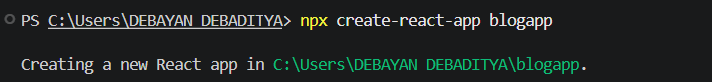 PS C:\Users\DEBAYAN DEBADITYA> npx create-react-app blogapp
Creating a new React app in C:\Users\DEBAYAN DEBADITYA\blogapp.